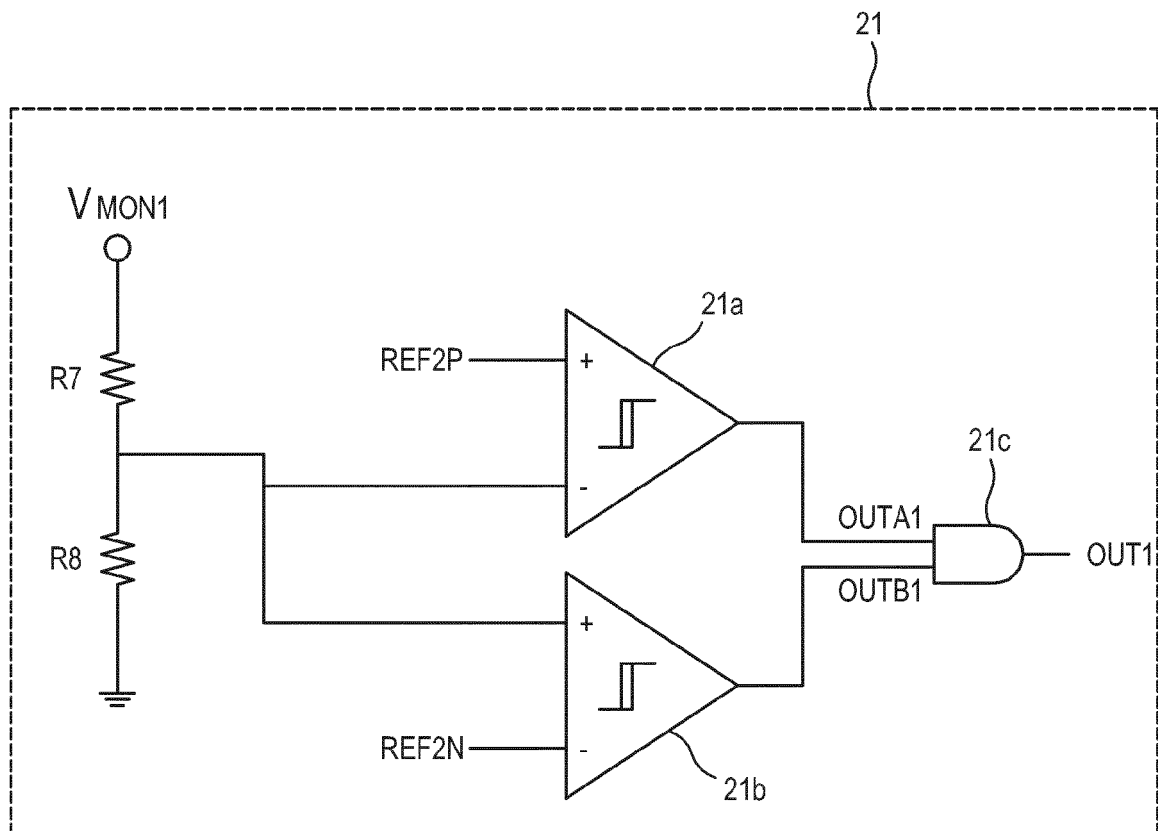 21
VMON1
21a
REF2P
+
R7
21c
-
OUTA1
R8
OUT1
OUTB1
+
REF2N
-
21b